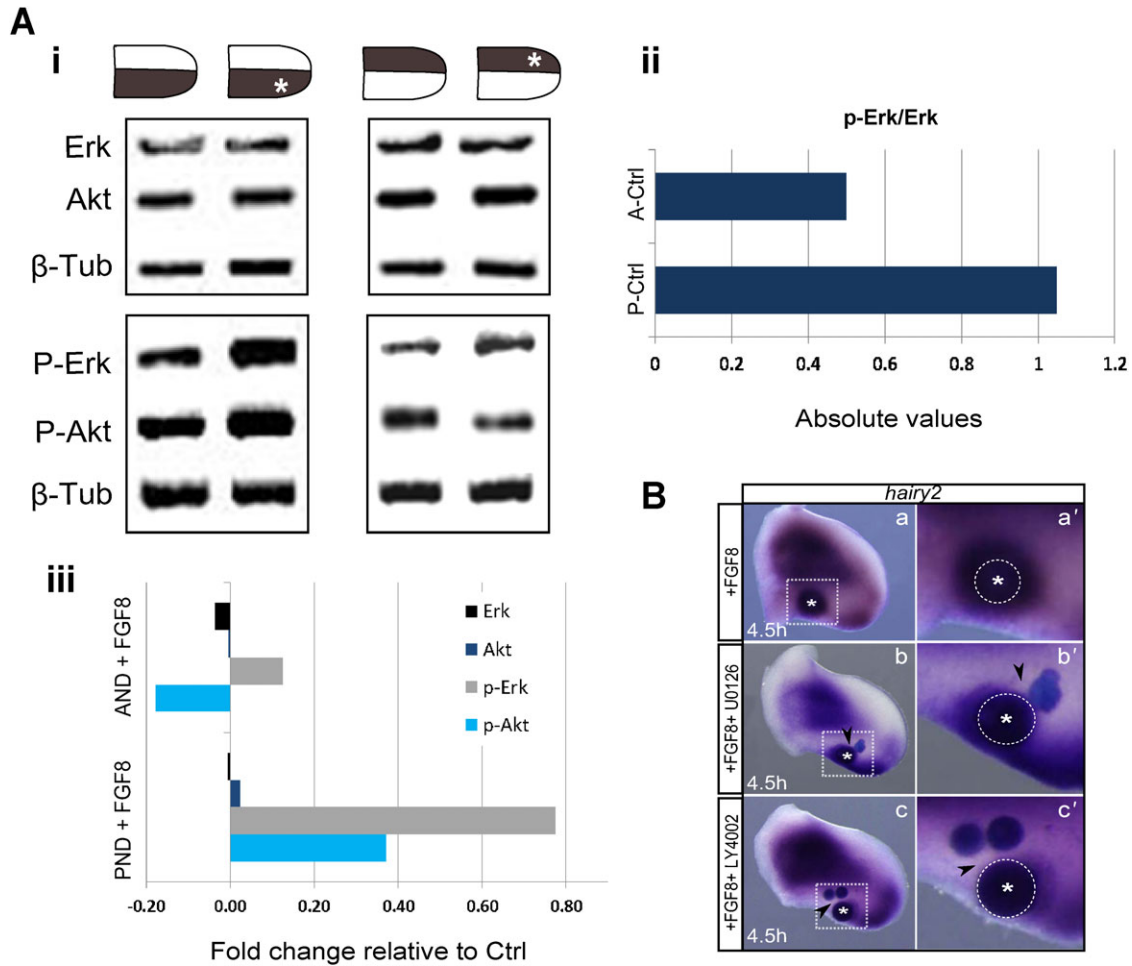 A
i
*
*
Erk
Akt
β-Tub
P-Erk
P-Akt
β-Tub
ii
p-Erk/Erk
A-Ctrl
P-Ctrl
0 0.2 0.4 0.6 0.8 1 1.2
Absolute values
iii
AND + FGF8
PND + FGF8
Erk
Akt
p-Erk
p-Akt
-0.20 0.00 0.20 0.40 0.60 0.80
Fold change relative to Ctrl
B
hairy2
+FGF8
a
*
4.5h
a′
*
+FGF8+ U0126
b
*
4.5h
b′
*
+FGF8+ LY4002
c
*
4.5h
c′
*